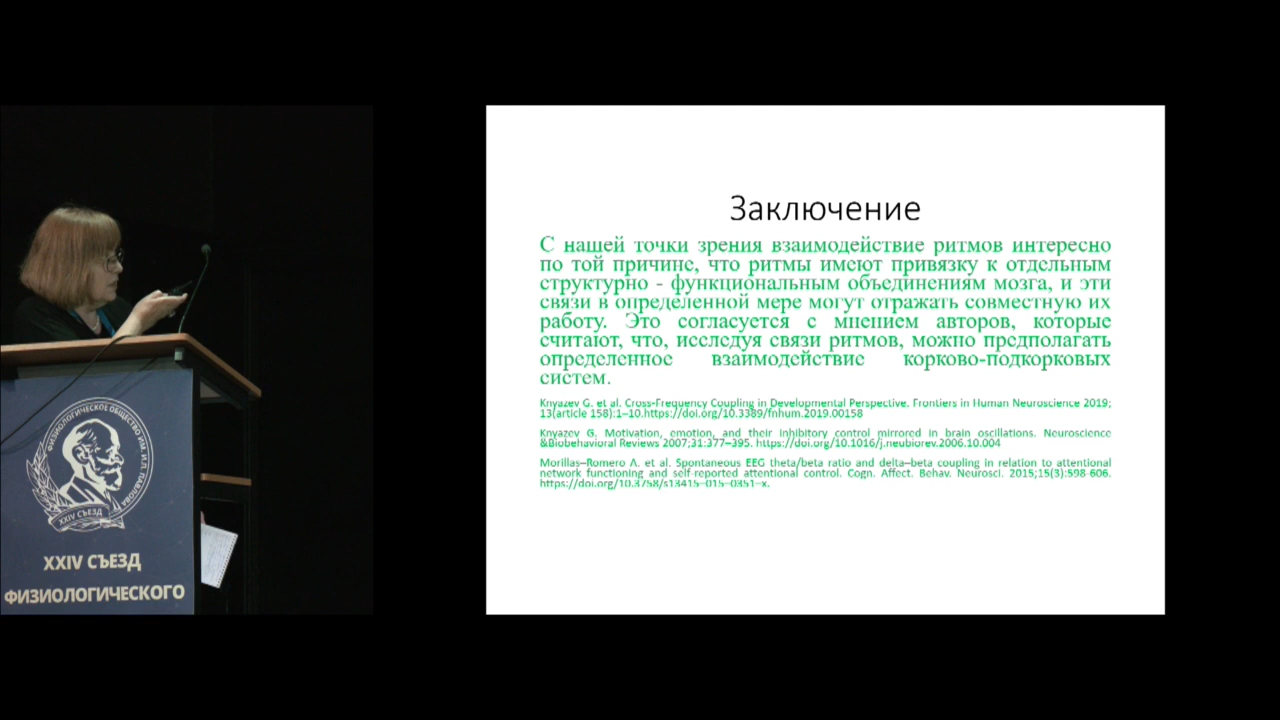 Заключение
С нашей точки зрения взаимодействие ритмов интересно
по той причине, что ритмы имеют привязку к отдельным
структурно - функциональным объединениям мозга, и эти
связи в определенной мере могут отражать совместную их
работу. Это согласуется с мнением авторов, которые
считают, что, исследуя связи ритмов, можно предполагать
определенное взаимодействие корково-подкорковых
систем.
Knyazev G. et al. Cross-Frequency Coupling in Developmental Perspective. Frontiers in Human Neuroscience 2019;
13(article 158):1–10.https://doi.org/10.3389/fnhum.2019.00158
Knyazev G. Motivation, emotion, and their inhibitory control mirrored in brain oscillations. Neuroscience
&Biobehavioral Reviews 2007;31:377–395. https://doi.org/10.1016/j.neubiorev.2006.10.004
Morillas–Romero A. et al. Spontaneous EEG theta/beta ratio and delta–beta coupling in relation to attentional
network functioning and self-reported attentional control. Cogn. Affect. Behav. Neurosci. 2015;15(3):598-606.
https://doi.org/10.3758/s13415–015–0351–x.
ФИЗИОЛОГИЧЕСКОЕ ОБЩЕСТВО ИМ. И.П. ПАВЛОВА
XXIV СЪЕЗД
XXIV СЪЕЗД
ФИЗИОЛОГИЧЕСКОГО